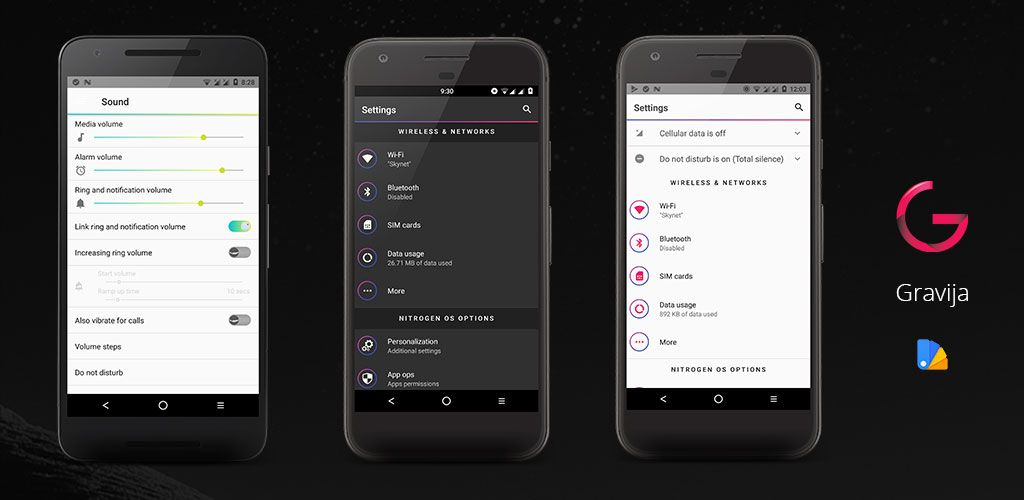 8:28
Sound
Media volume
Alarm volume
Ring and notification volume
Link ring and notification volume
Increasing ring volume
Start volume
Ramp up time
10 secs
Also vibrate for calls
Volume steps
Do not disturb
9:30
Settings
WIRELESS & NETWORKS
Wi-Fi
"Skynet"
Bluetooth
Disabled
SIM cards
Data usage
26.71 MB of data used
More
NITROGEN OS OPTIONS
Personalization
Additional settings
App ops
Apps permissions
12:03
Settings
Cellular data is off
Do not disturb is on (Total silence)
WIRELESS & NETWORKS
Wi-Fi
"Skynet"
Bluetooth
Disabled
SIM cards
Data usage
892 KB of data used
More
NITROGEN OS OPTIONS
G
Gravija